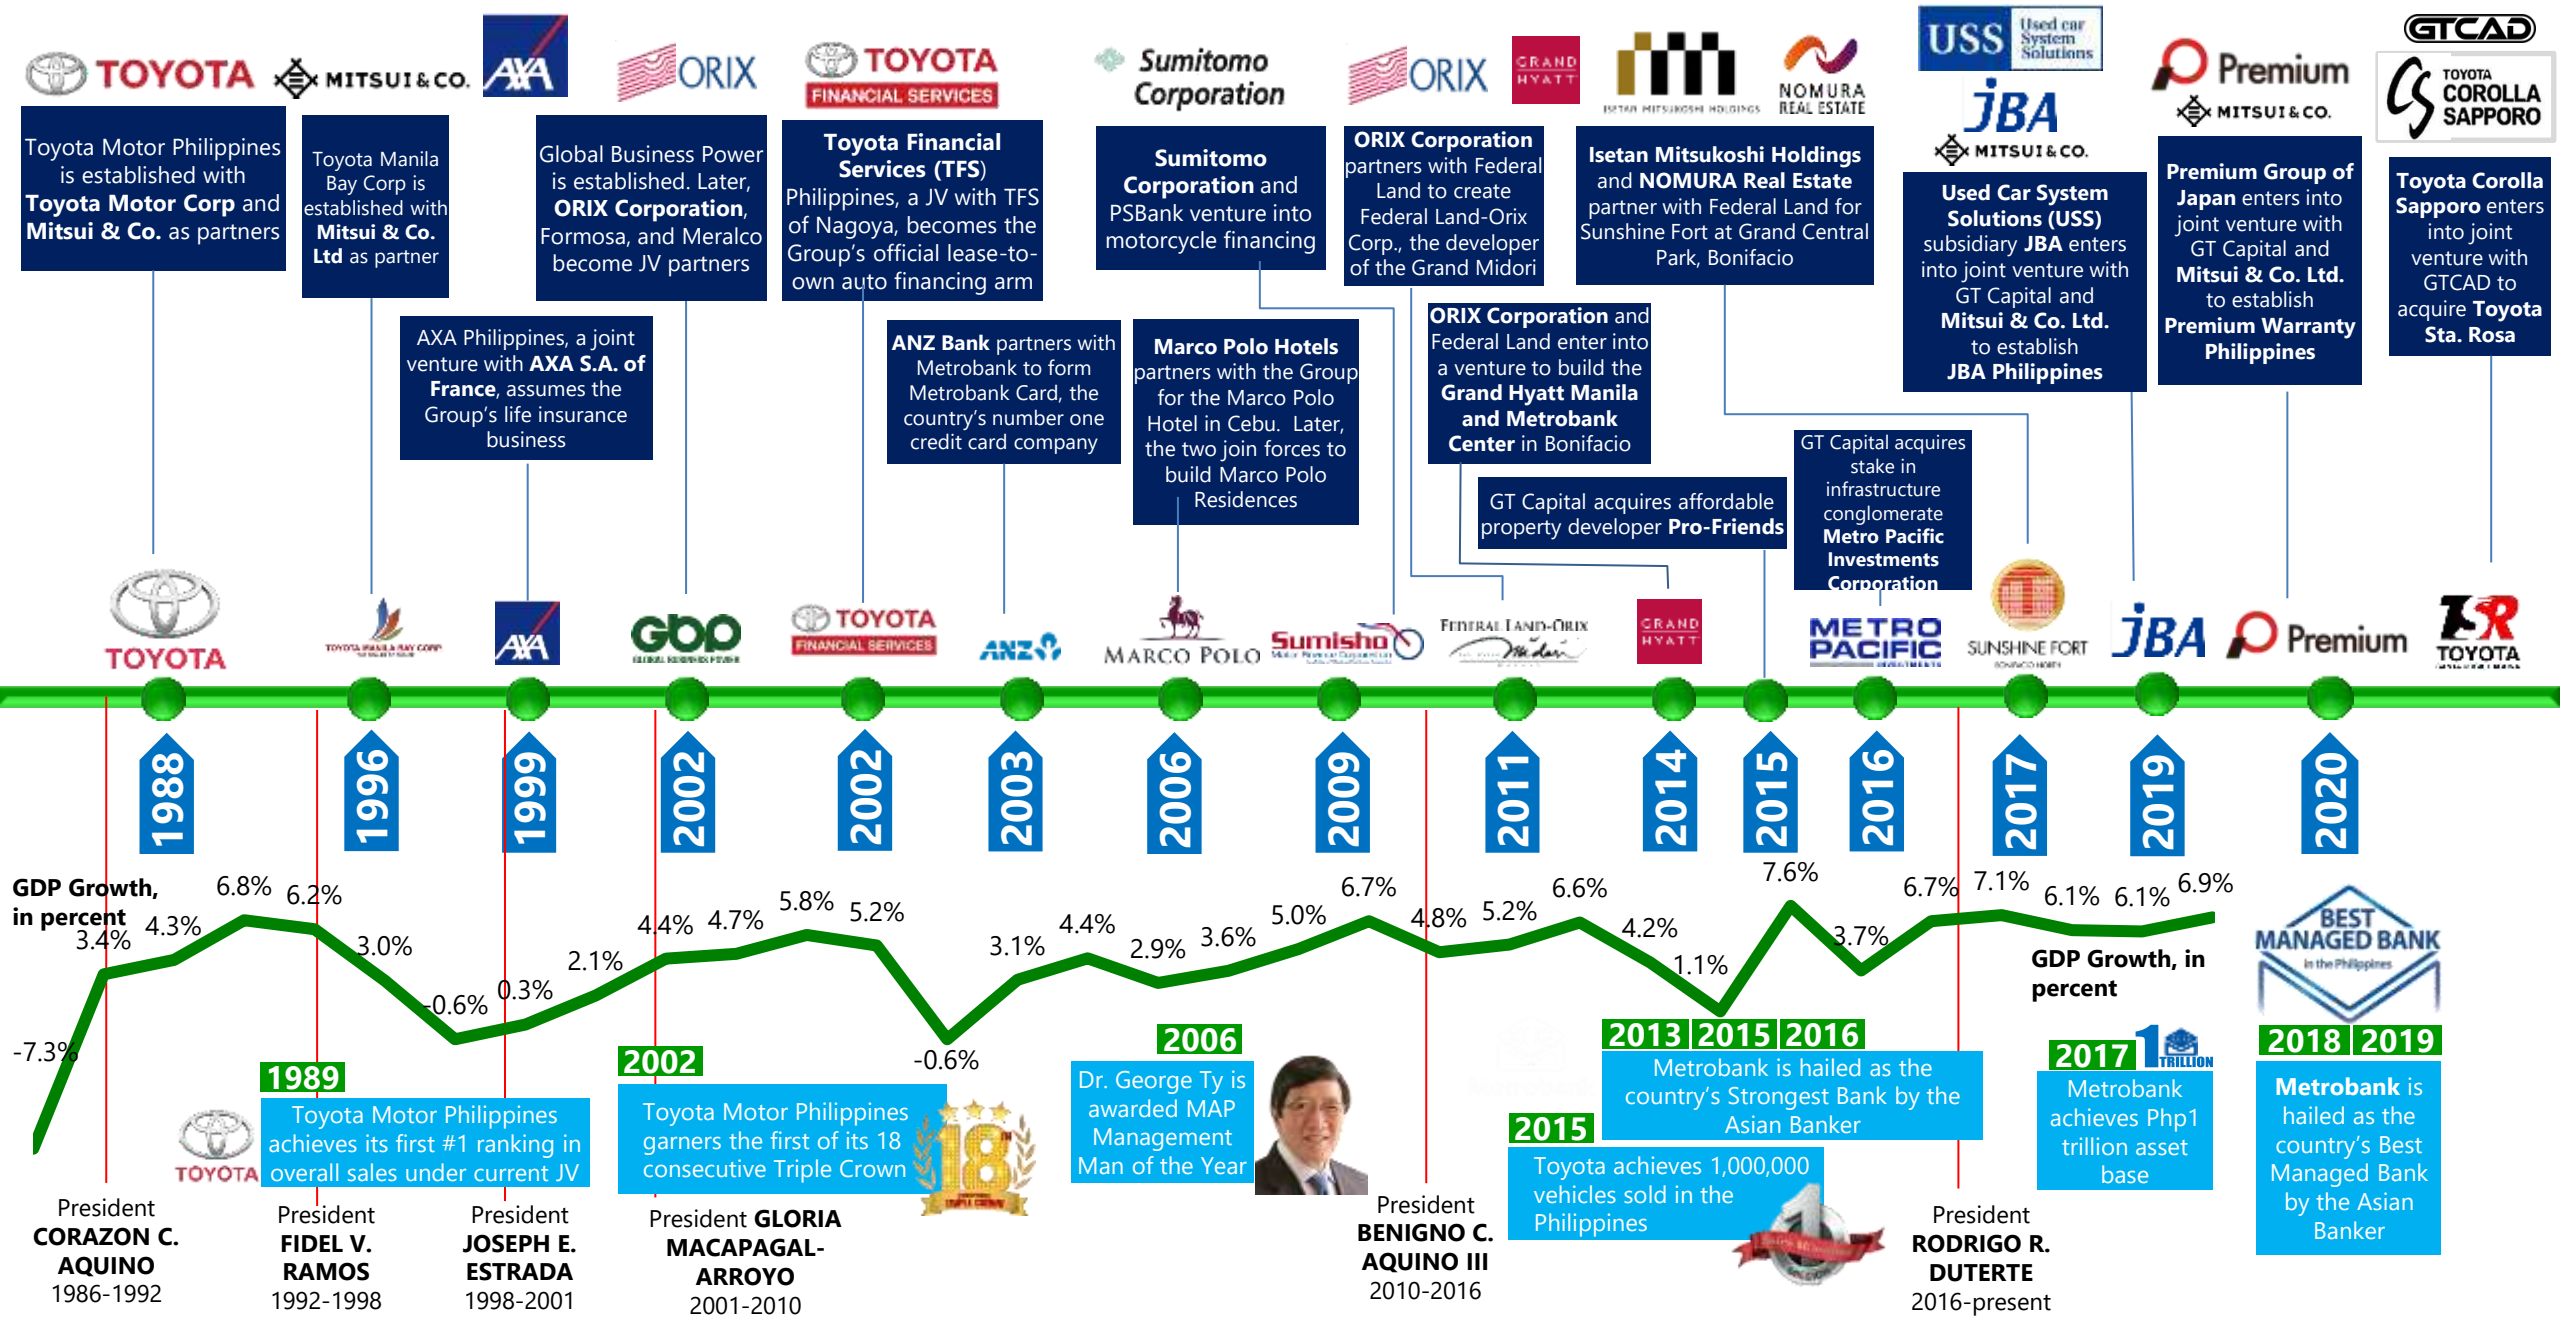 TOYOTA
MITSUI & CO.
AXA
ORIX
TOYOTA
FINANCIAL SERVICES
Sumitomo
Corporation
ORIX
GRAND
HYATT
ISETAN MITSUKOSHI HOLDINGS
NOMURA
REAL ESTATE
USS
Used car
System
Solutions
JBA
MITSUI & CO.
Premium
MITSUI & CO.
GTCAD
CS
TOYOTA
COROLLA
SAPPORO
Toyota Motor Philippines
is established with
Toyota Motor Corp and
Mitsui & Co. as partners
Toyota Manila
Bay Corp is
established with
Mitsui & Co.
Ltd as partner
AXA Philippines, a joint
venture with AXA S.A. of
France, assumes the
Group's life insurance
business
Global Business Power
is established. Later,
ORIX Corporation,
Formosa, and Meralco
become JV partners
Toyota Financial
Services (TFS)
Philippines, a JV with TFS
of Nagoya, becomes the
Group's official lease-to-
own auto financing arm
ANZ Bank partners with
Metrobank to form
Metrobank Card, the
country's number one
credit card company
Sumitomo
Corporation and
PSBank venture into
motorcycle financing
Marco Polo Hotels
partners with the Group
for the Marco Polo
Hotel in Cebu.  Later,
the two join forces to
build Marco Polo
Residences
ORIX Corporation
partners with Federal
Land to create
Federal Land-Orix
Corp., the developer
of the Grand Midori
ORIX Corporation and
Federal Land enter into
a venture to build the
Grand Hyatt Manila
and Metrobank
Center in Bonifacio
GT Capital acquires affordable
property developer Pro-Friends
Isetan Mitsukoshi Holdings
and NOMURA Real Estate
partner with Federal Land for
Sunshine Fort at Grand Central
Park, Bonifacio
GT Capital acquires
stake in
infrastructure
conglomerate
Metro Pacific
Investments
Corporation
Used Car System
Solutions (USS)
subsidiary JBA enters
into joint venture with
GT Capital and
Mitsui & Co. Ltd.
to establish
JBA Philippines
Premium Group of
Japan enters into
joint venture with
GT Capital and
Mitsui & Co. Ltd.
to establish
Premium Warranty
Philippines
Toyota Corolla
Sapporo enters
into joint
venture with
GTCAD to
acquire Toyota
Sta. Rosa
TOYOTA
TOYOTA MANILA BAY CORP
AXA
GBP
GLOBAL BUSINESS POWER
TOYOTA
FINANCIAL SERVICES
ANZ
MARCO POLO
Sumisho
FEDERAL LAND-ORIX
Midori
GRAND
HYATT
METRO
PACIFIC
INVESTMENTS
SUNSHINE FORT
BONIFACIO NORTH
JBA
Premium
TSR
TOYOTA
1988
1996
1999
2002
2002
2003
2006
2009
2011
2014
2015
2016
2017
2019
2020
GDP Growth,
in percent
-7.3%
3.4%
4.3%
6.8%
6.2%
3.0%
-0.6%
0.3%
2.1%
4.4%
4.7%
5.8%
5.2%
-0.6%
3.1%
4.4%
2.9%
3.6%
5.0%
6.7%
4.8%
5.2%
6.6%
4.2%
1.1%
7.6%
3.7%
6.7%
7.1%
6.1%
6.1%
6.9%
GDP Growth, in
percent
BEST
MANAGED BANK
in the Philippines
1989
TOYOTA
Toyota Motor Philippines
achieves its first #1 ranking in
overall sales under current JV
2002
Toyota Motor Philippines
garners the first of its 18
consecutive Triple Crown
18
TRIPLE CROWN
2006
Dr. George Ty is
awarded MAP
Management
Man of the Year
2013 2015 2016
Metrobank is hailed as the
country's Strongest Bank by the
Asian Banker
2015
Toyota achieves 1,000,000
vehicles sold in the
Philippines
1
2017
1 TRILLION
Metrobank
achieves Php1
trillion asset
base
2018 2019
Metrobank is
hailed as the
country's Best
Managed Bank
by the Asian
Banker
President
CORAZON C.
AQUINO
1986-1992
President
FIDEL V.
RAMOS
1992-1998
President
JOSEPH E.
ESTRADA
1998-2001
President GLORIA
MACAPAGAL-
ARROYO
2001-2010
President
BENIGNO C.
AQUINO III
2010-2016
President
RODRIGO R.
DUTERTE
2016-present